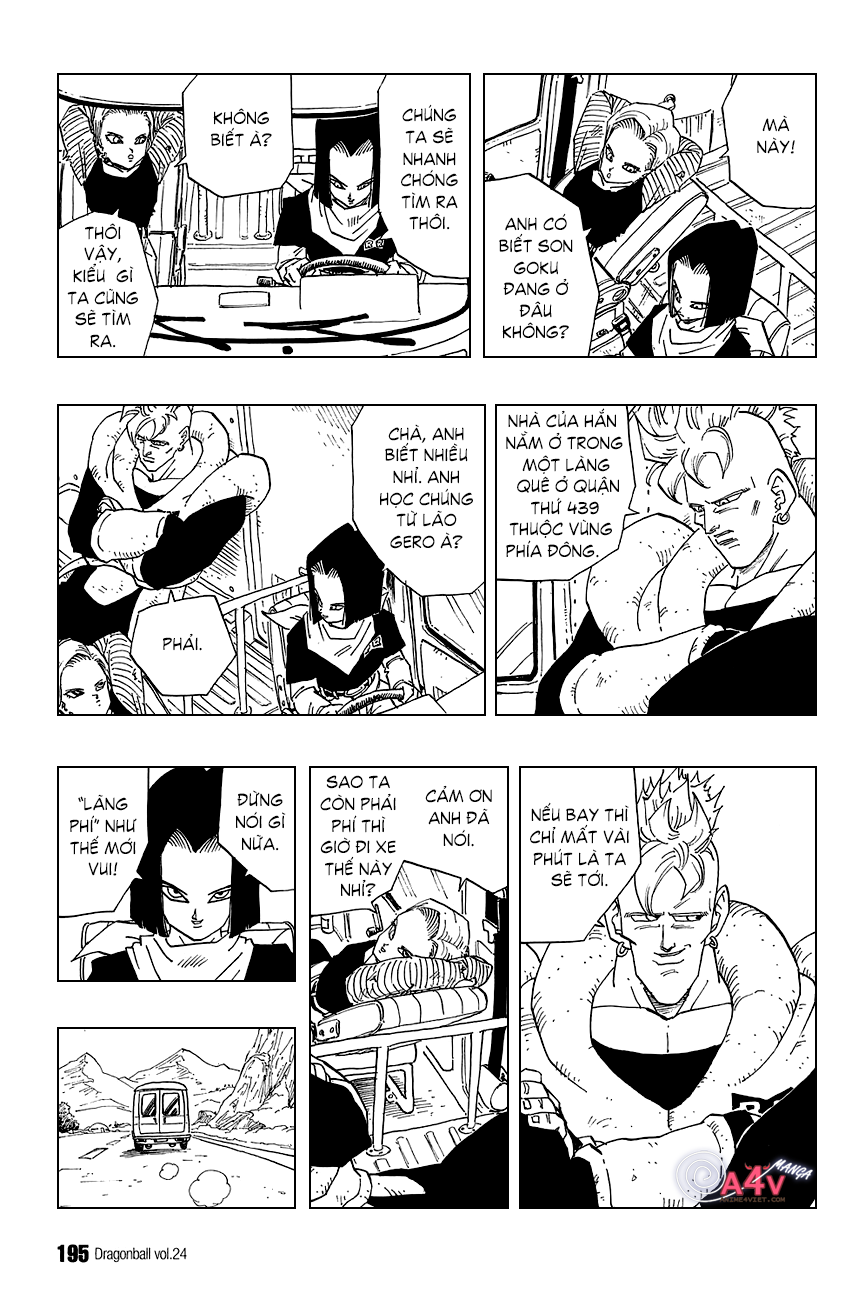 MÀ
NÀY!
ANH CÓ
BIẾT SON
GOKU
ĐANG Ở
ĐÂU
KHÔNG?
CHÚNG
TA SẼ
NHANH
CHÓNG
TÌM RA
THÔI.
KHÔNG
BIẾT À?
THÔI
VẬY,
KIỂU GÌ
TA CŨNG
SẼ TÌM
RA.
NHÀ CỦA HẮN
NẰM Ở TRONG
MỘT LÀNG
QUÊ Ở QUẬN
THỨ 439
THUỘC VÙNG
PHÍA ĐÔNG.
CHÀ, ANH
BIẾT NHIỀU
NHỈ. ANH
HỌC CHÚNG
TỪ LÃO
GERO À?
PHẢI.
NẾU BAY THÌ
CHỈ MẤT VÀI
PHÚT LÀ TA
SẼ TỚI.
CẢM ƠN
ANH ĐÃ
NÓI.
SAO TA
CÒN PHẢI
PHÍ THÌ
GIỜ ĐI XE
THẾ NÀY
NHỈ?
ĐỪNG
NÓI GÌ
NỮA.
"LÃNG
PHÍ" NHƯ
THẾ MỚI
VUI!
A4V MANGA
ANIME4VIET.COM
195 Dragonball vol.24